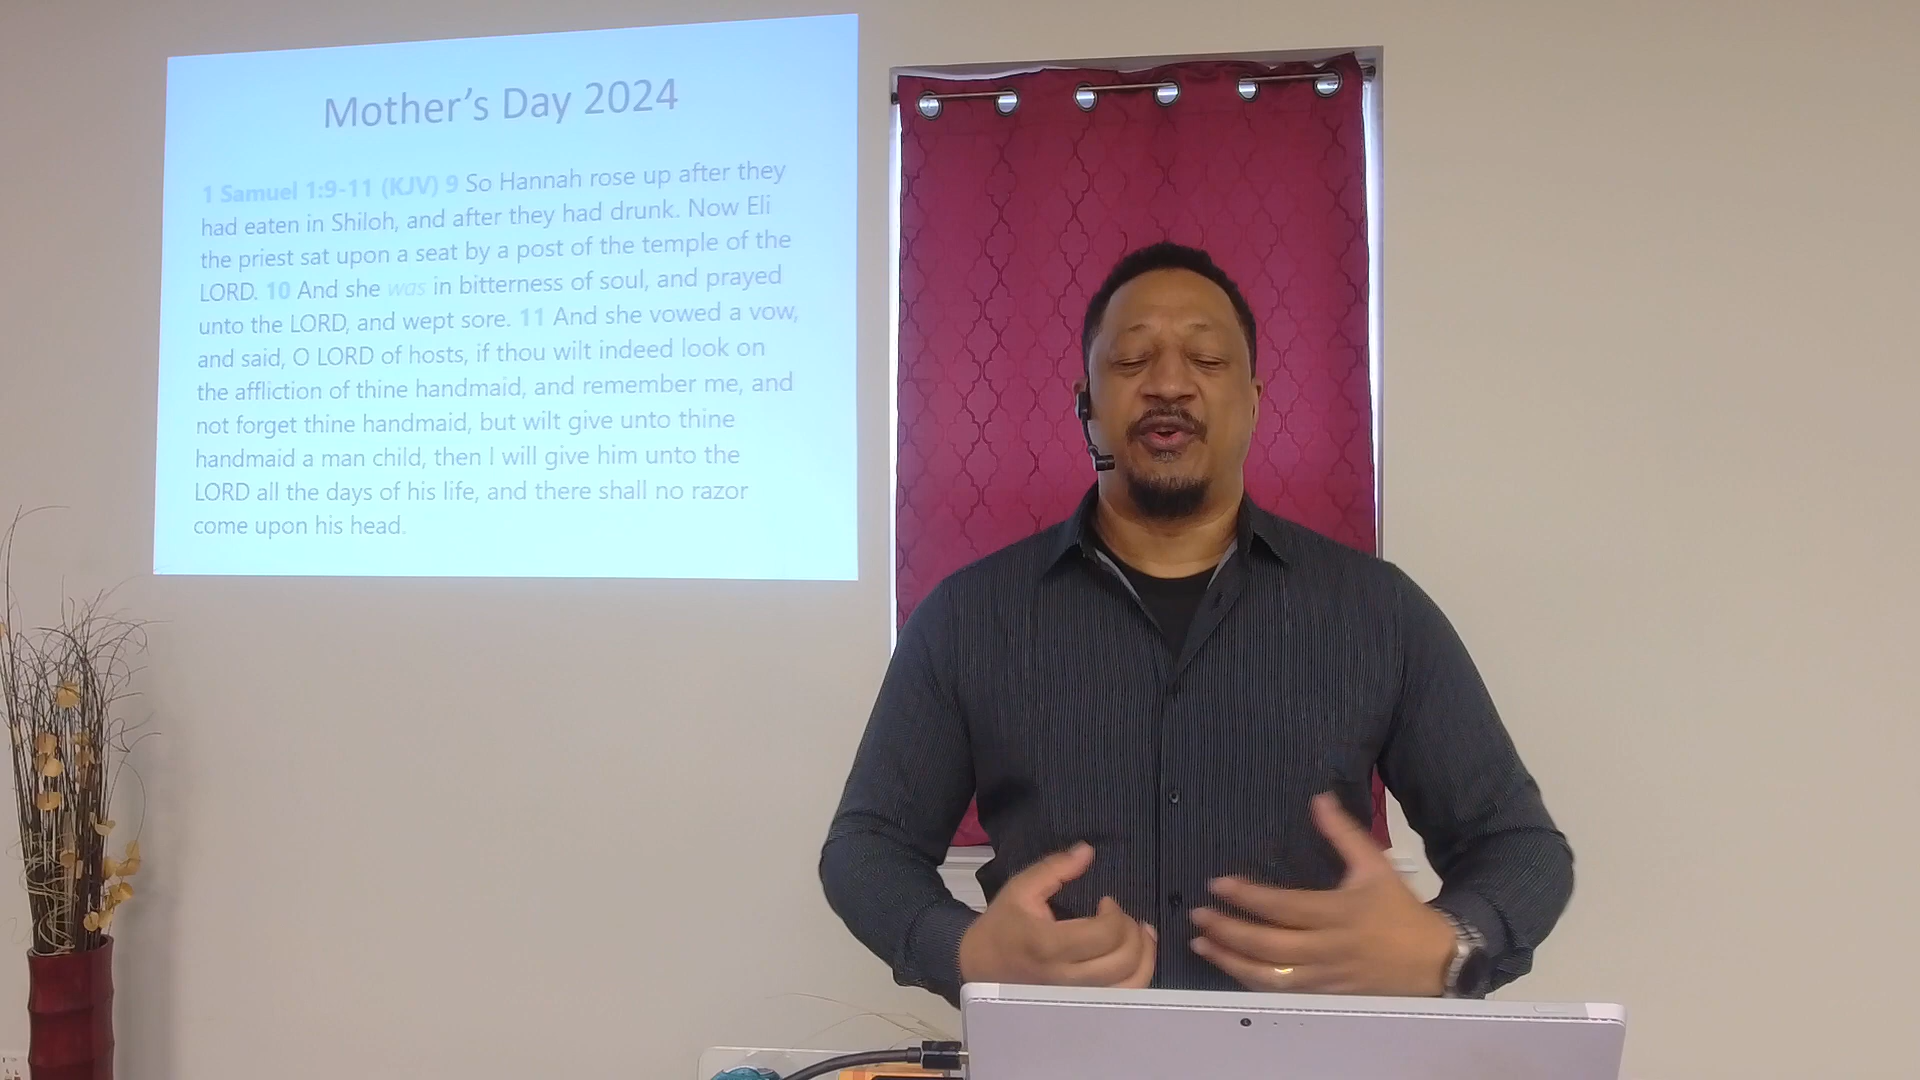 Mother's Day 2024
1 Samuel 1:9-11 (KJV) 9 So Hannah rose up after they
had eaten in Shiloh, and after they had drunk. Now Eli
the priest sat upon a seat by a post of the temple of the
LORD. 10 And she was in bitterness of soul, and prayed
unto the LORD, and wept sore. 11 And she vowed a vow,
and said, O LORD of hosts, if thou wilt indeed look on
the affliction of thine handmaid, and remember me, and
not forget thine handmaid, but wilt give unto thine
handmaid a man child, then I will give him unto the
LORD all the days of his life, and there shall no razor
come upon his head.